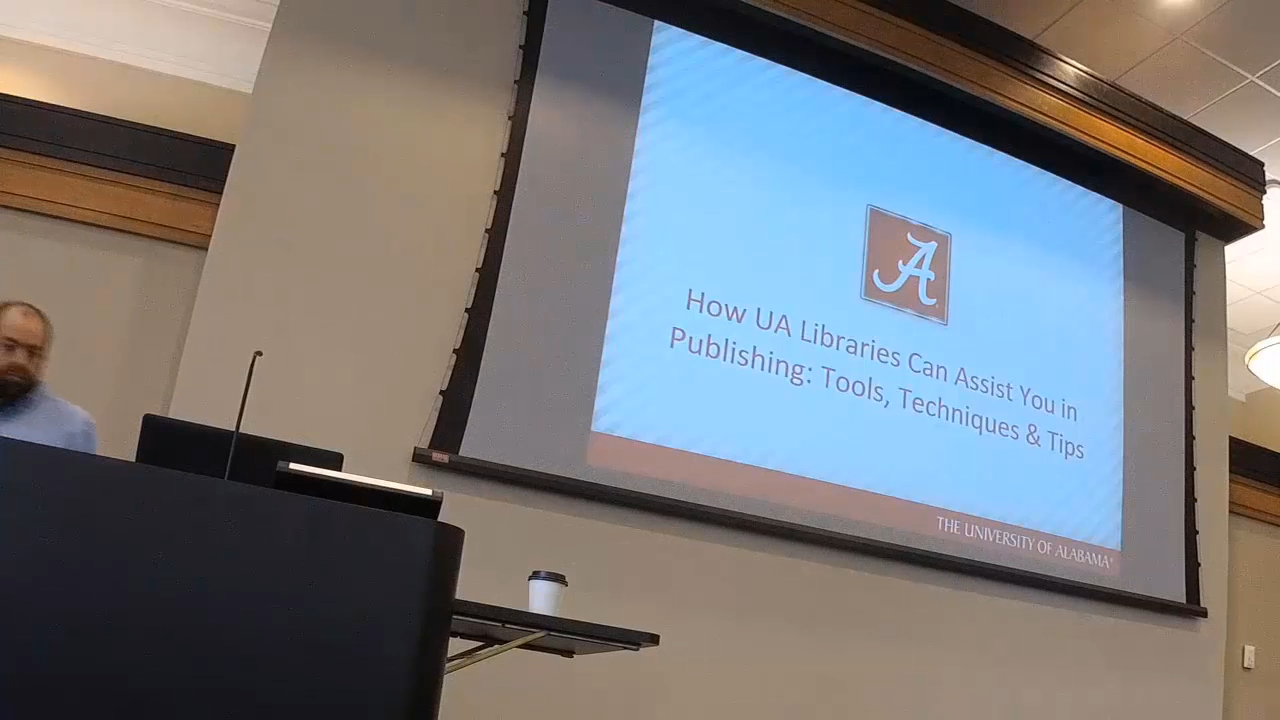 A
How UA Libraries Can Assist You in
Publishing: Tools, Techniques & Tips
THE UNIVERSITY OF ALABAMA®